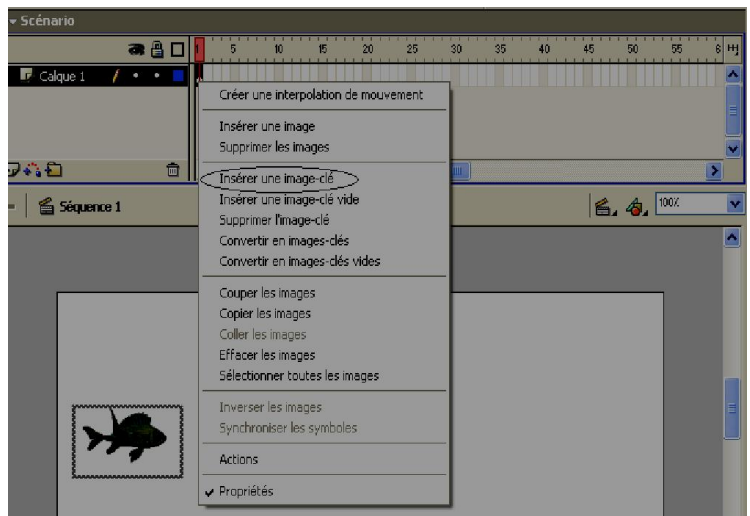 Scénario
1 5 10 15 20 25 30 35 40 45 50 55 6
Calque 1
Créer une interpolation de mouvement
Insérer une image
Supprimer les images
Insérer une image-clé
Insérer une image-clé vide
Supprimer l'image-clé
Convertir en images-clés
Convertir en images-clés vides
Séquence 1
100%
Couper les images
Copier les images
Coller les images
Effacer les images
Sélectionner toutes les images
Inverser les images
Synchroniser les symboles
Actions
Propriétés